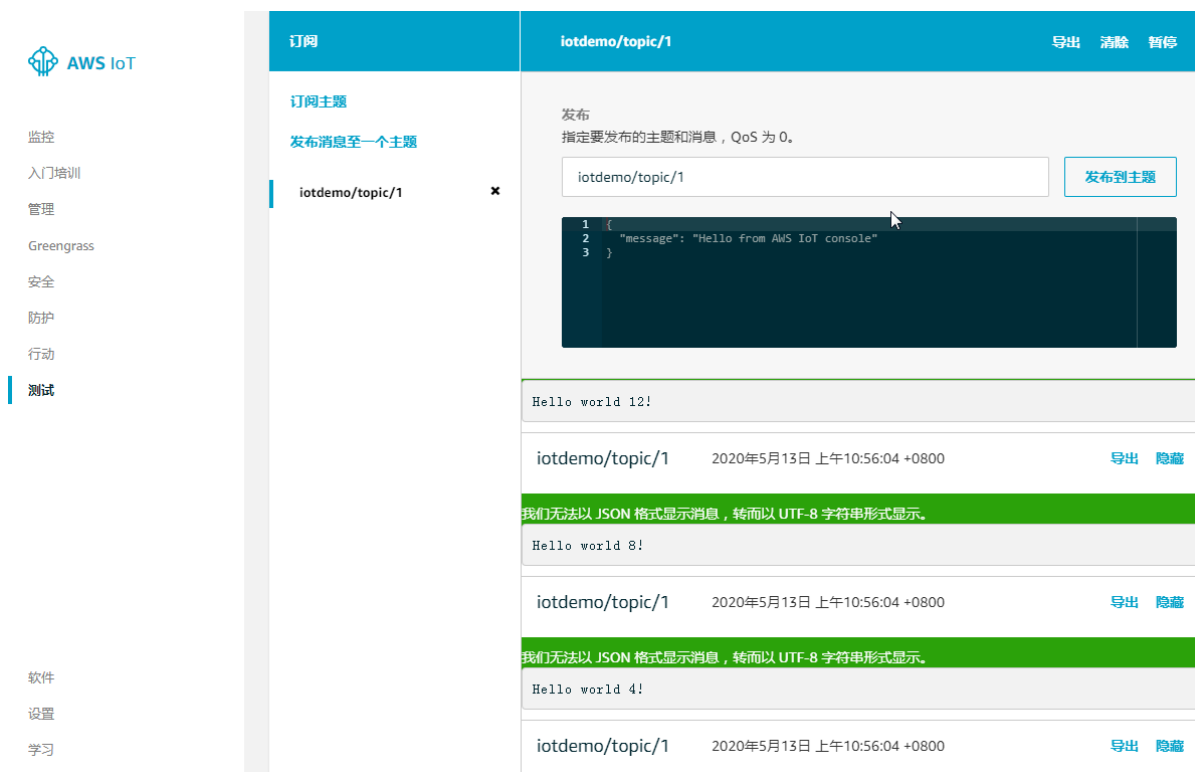 AWS IoT
监控
入门培训
管理
Greengrass
安全
防护
行动
测试
软件
设置
学习
订阅
订阅主题
发布消息至一个主题
iotdemo/topic/1 ×
iotdemo/topic/1 导出 清除 暂停
发布
指定要发布的主题和消息，QoS 为 0。
iotdemo/topic/1 发布到主题
1 {
2 "message": "Hello from AWS IoT console"
3 }
Hello world 12!
iotdemo/topic/1 2020年5月13日 上午10:56:04 +0800 导出 隐藏
我们无法以 JSON 格式显示消息，转而以 UTF-8 字符串形式显示。
Hello world 8!
iotdemo/topic/1 2020年5月13日 上午10:56:04 +0800 导出 隐藏
我们无法以 JSON 格式显示消息，转而以 UTF-8 字符串形式显示。
Hello world 4!
iotdemo/topic/1 2020年5月13日 上午10:56:04 +0800 导出 隐藏